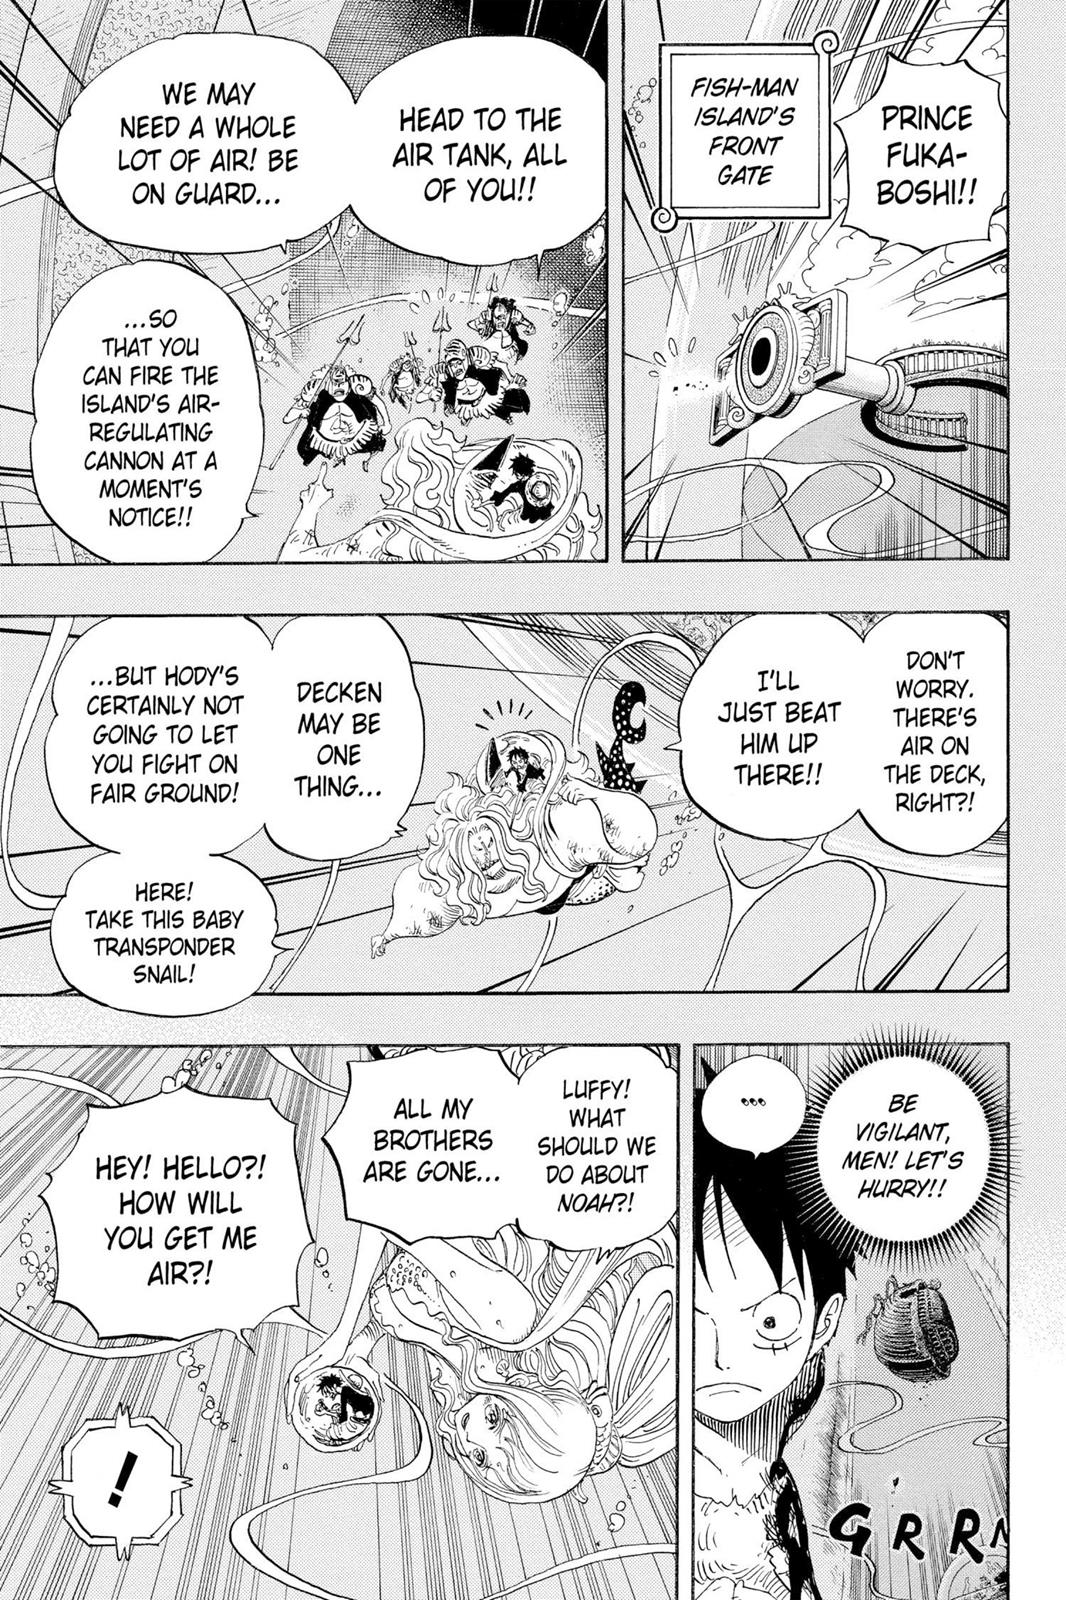 PRINCE
FUKA-
BOSHI!!
FISH-MAN
ISLAND'S
FRONT
GATE
HEAD TO THE
AIR TANK, ALL
OF YOU!!
WE MAY
NEED A WHOLE
LOT OF AIR! BE
ON GUARD...
...SO
THAT YOU
CAN FIRE THE
ISLAND'S AIR-
REGULATING
CANNON AT A
MOMENT'S
NOTICE!!
DON'T
WORRY.
THERE'S
AIR ON
THE DECK,
RIGHT?!
I'LL
JUST BEAT
HIM UP
THERE!!
DECKEN
MAY BE
ONE
THING...
...BUT HODY'S
CERTAINLY NOT
GOING TO LET
YOU FIGHT ON
FAIR GROUND!
HERE!
TAKE THIS BABY
TRANSPONDER
SNAIL!
BE
VIGILANT,
MEN! LET'S
HURRY!!
...
GRRN
LUFFY!
WHAT
SHOULD WE
DO ABOUT
NOAH?!
ALL MY
BROTHERS
ARE GONE...
HEY! HELLO?!
HOW WILL
YOU GET ME
AIR?!
!